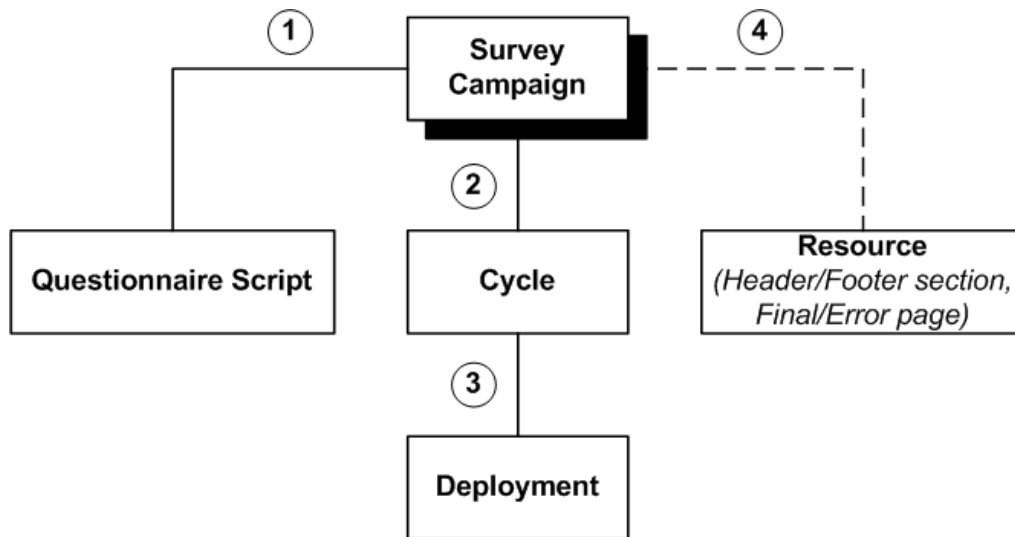 1
Survey
Campaign
4
2
Questionnaire Script
Cycle
Resource
(Header/Footer section,
Final/Error page)
3
Deployment